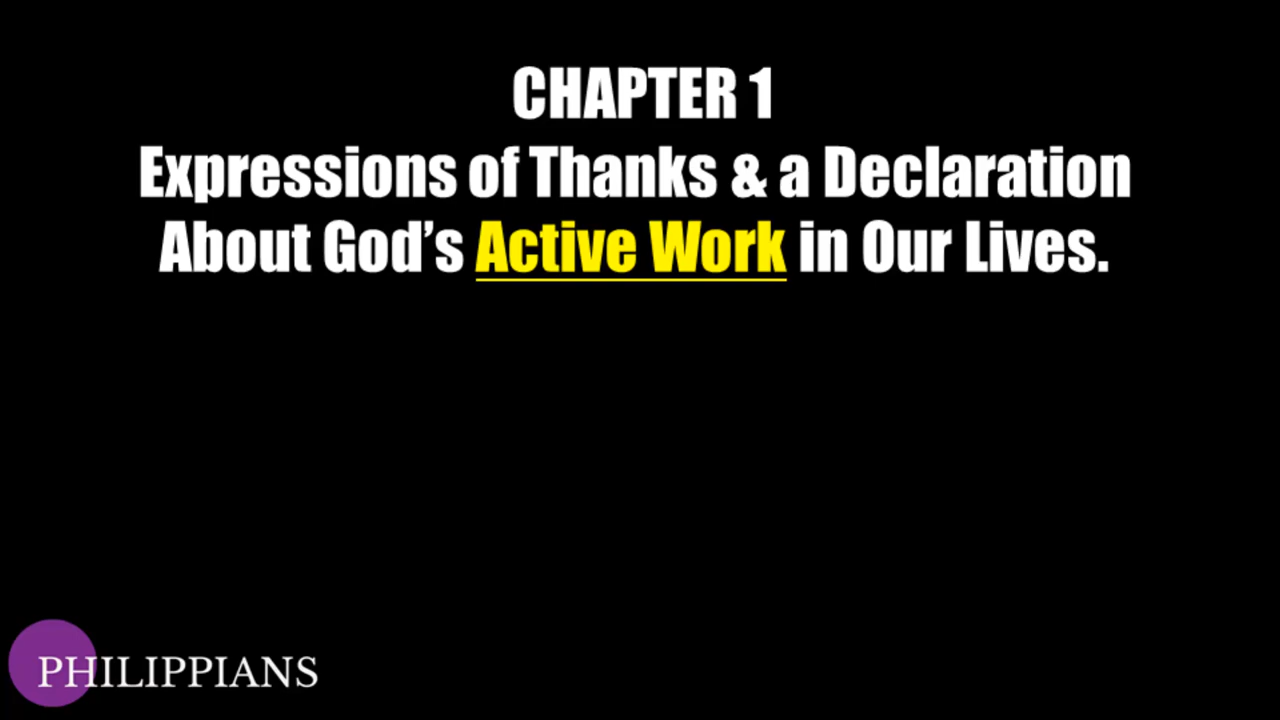 CHAPTER 1
Expressions of Thanks & a Declaration
About God’s Active Work in Our Lives.
PHILIPPIANS